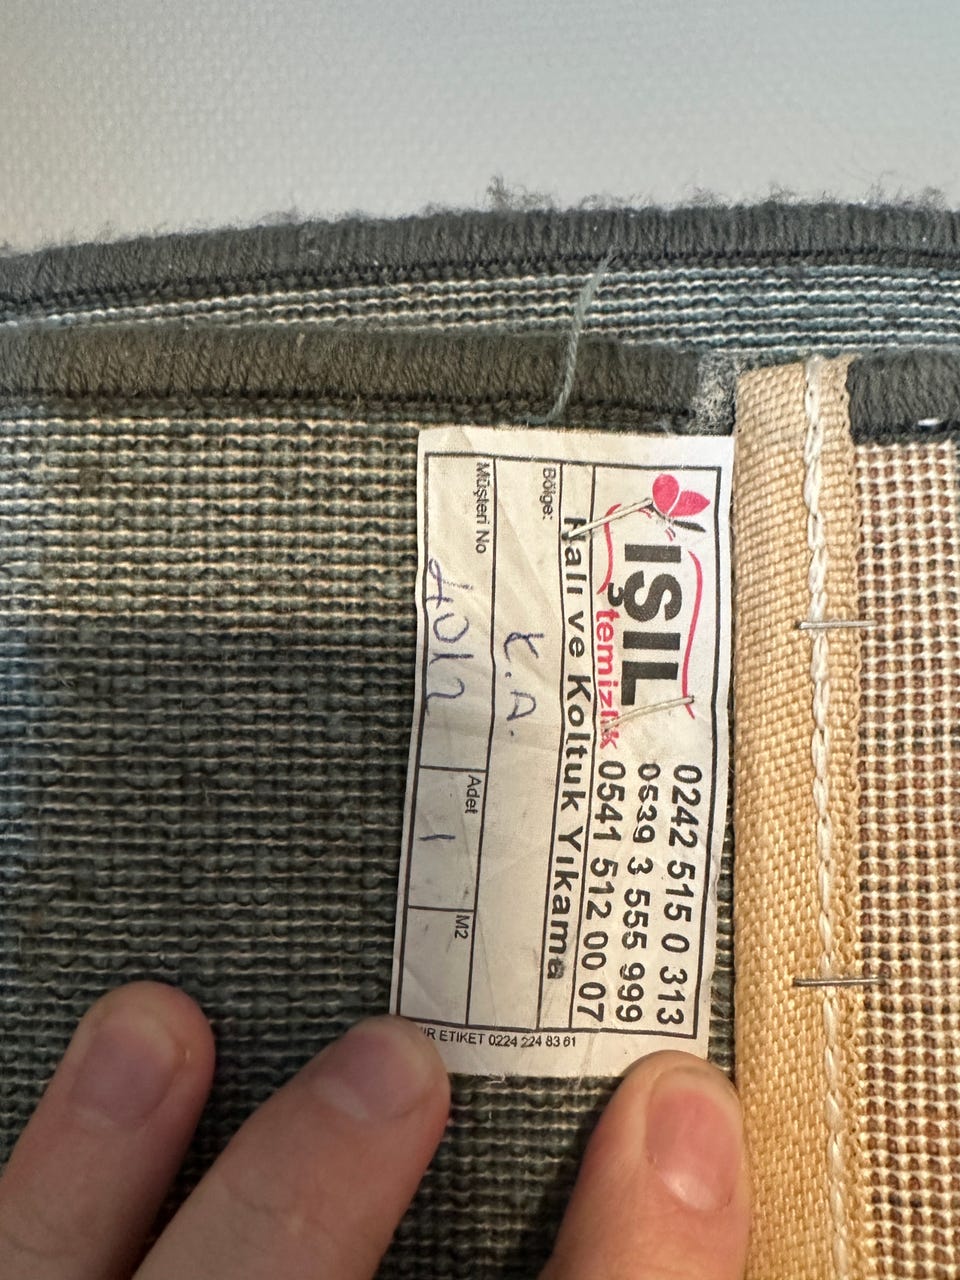 IŞIL
temizlik
0242 515 0 313
0539 3 555 999
0541 512 00 07
Halı ve Koltuk Yıkama
Bölge: K.A.
Müşteri No 4012
Adet 1
M2
ETİKET 0224 224 83 61